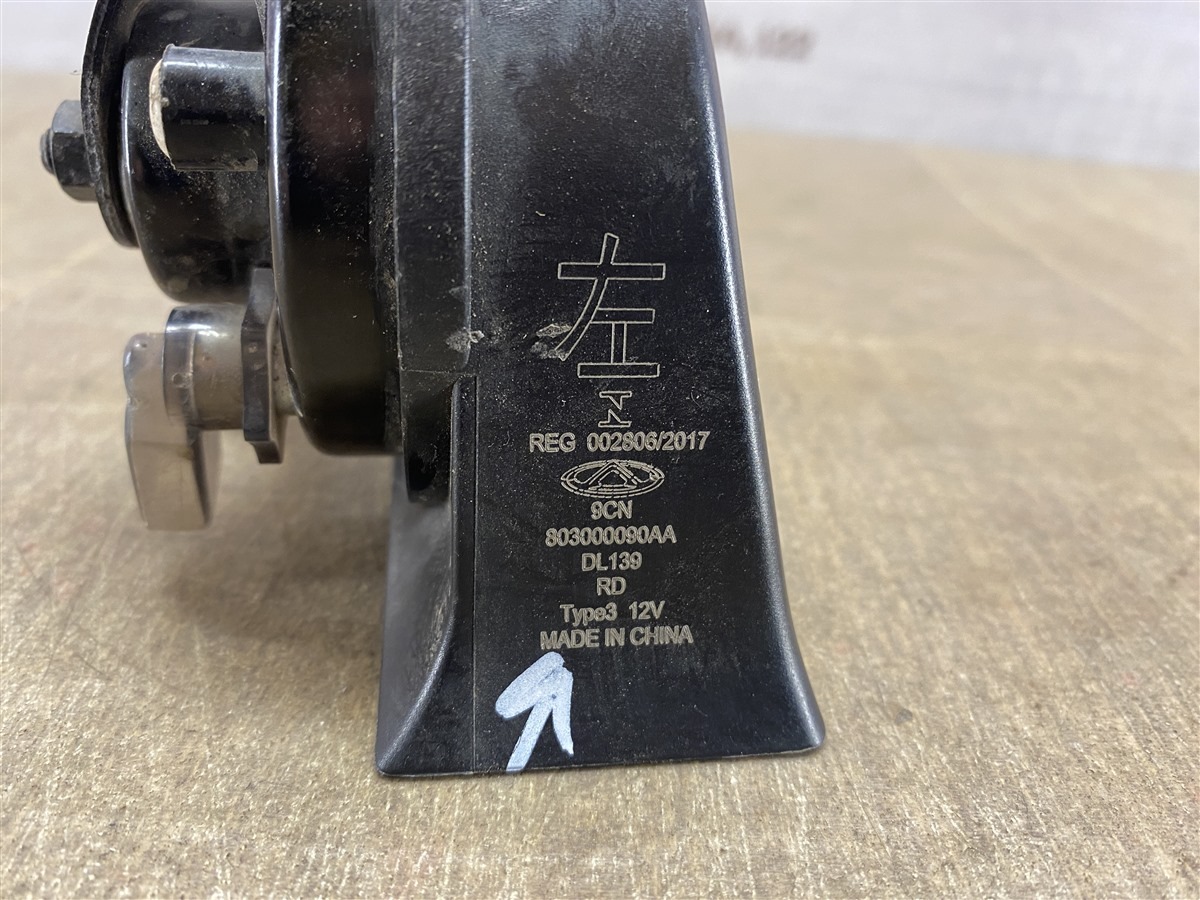 左
REG 002806/2017
9CN
803000090AA
DL139
RD
Type3 12V
MADE IN CHINA